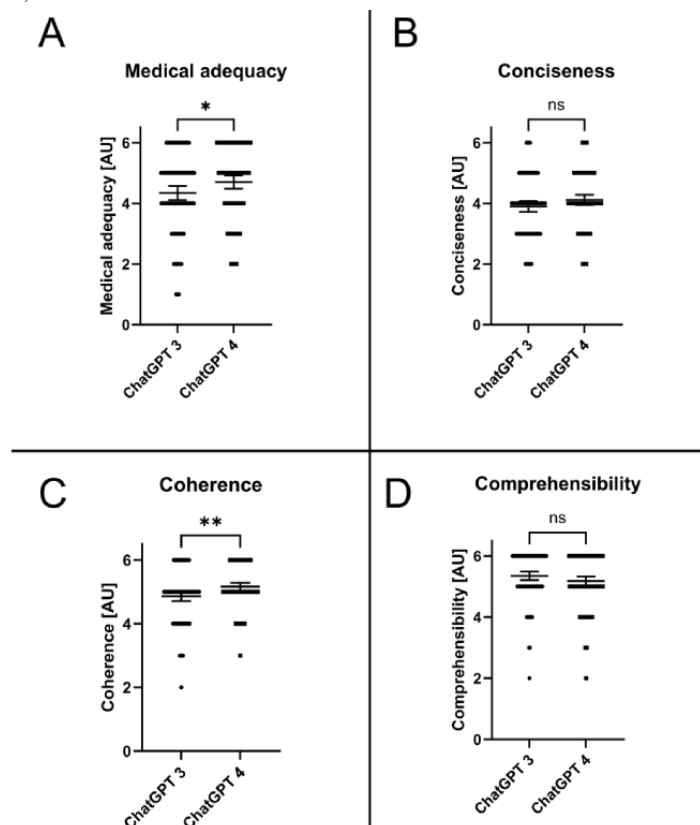 A
Medical adequacy
*
Medical adequacy [AU]
6
4
2
0
ChatGPT 3
ChatGPT 4
B
Conciseness
ns
Conciseness [AU]
6
4
2
0
ChatGPT 3
ChatGPT 4
C
Coherence
**
Coherence [AU]
6
4
2
0
ChatGPT 3
ChatGPT 4
D
Comprehensibility
ns
Comprehensibility [AU]
6
4
2
0
ChatGPT 3
ChatGPT 4